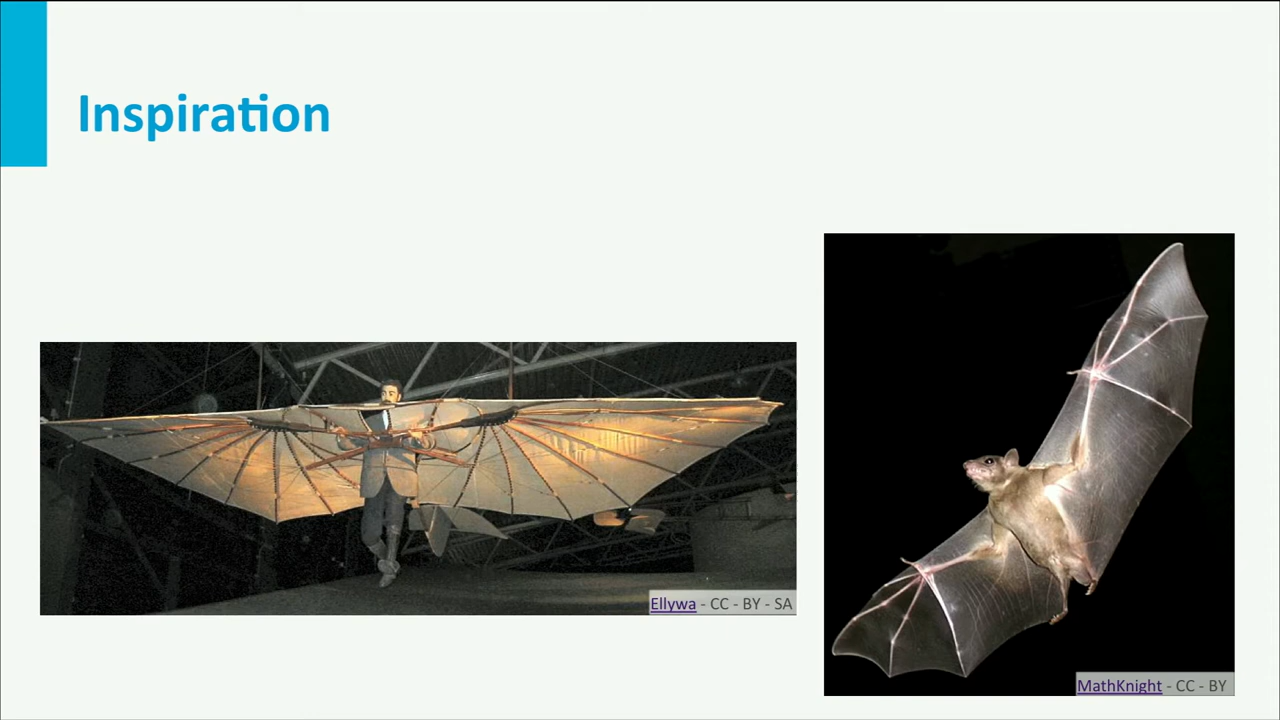 Inspiration
Ellywa - CC - BY - SA
MathKnight - CC - BY